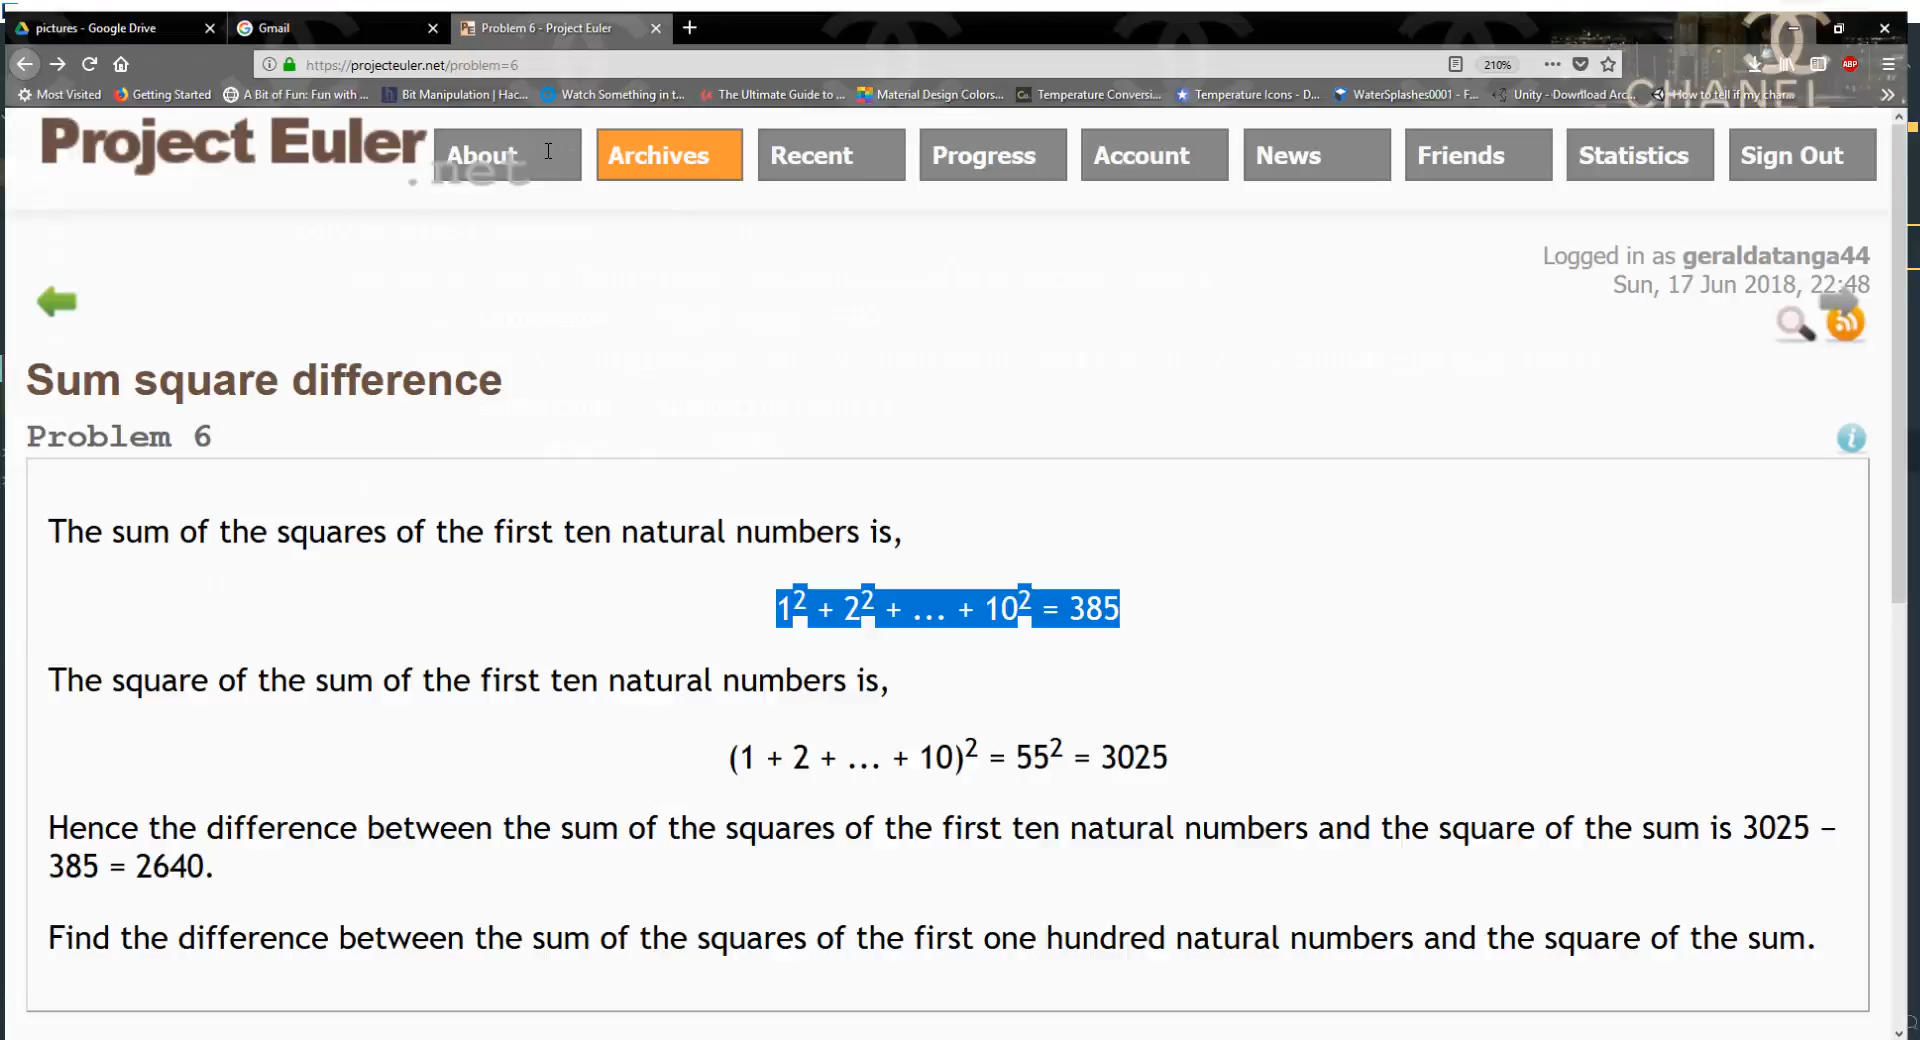 pictures - Google Drive
Gmail
Problem 6 - Project Euler
https://projecteuler.net/problem=6
210%
ABP
Most Visited
Getting Started
A Bit of Fun: Fun with ...
Bit Manipulation | Hac...
Watch Something in t...
The Ultimate Guide to ...
Material Design Colors...
Temperature Conversi...
Temperature Icons - D...
WaterSplashes0001 - F...
Unity - Download Arc...
How to tell if my char...
CHANEL
Project Euler
.net
About
Archives
Recent
Progress
Account
News
Friends
Statistics
Sign Out
Logged in as geraldatanga44
Sun, 17 Jun 2018, 22:48
Sum square difference
Problem 6
The sum of the squares of the first ten natural numbers is,
1² + 2² + ... + 10² = 385
The square of the sum of the first ten natural numbers is,
(1 + 2 + ... + 10)² = 55² = 3025
Hence the difference between the sum of the squares of the first ten natural numbers and the square of the sum is 3025 −
385 = 2640.
Find the difference between the sum of the squares of the first one hundred natural numbers and the square of the sum.